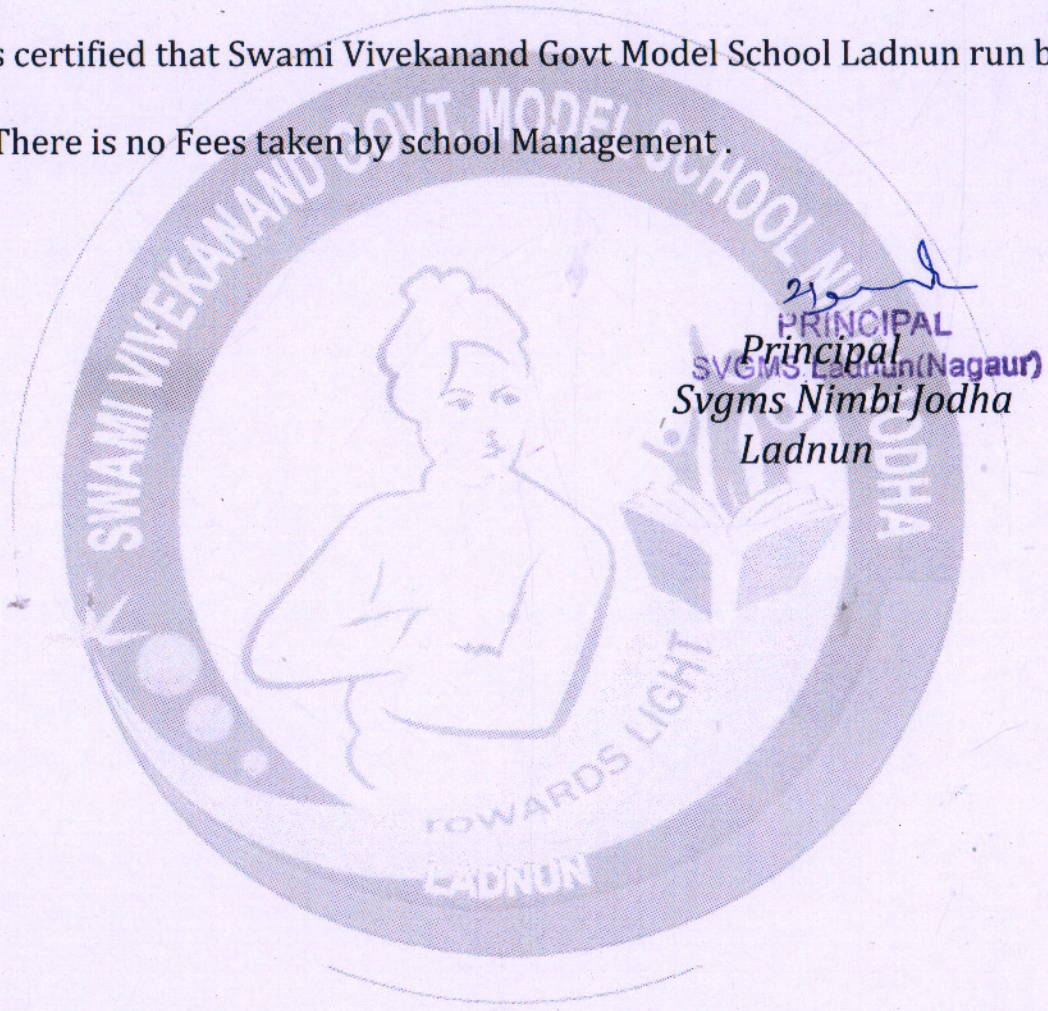 s certified that Swami Vivekanand Govt Model School Ladnun run b
There is no Fees taken by school Management .
SWAMI VIVEKANAND GOVT. MODEL SCHOOL JODHA
PRINCIPAL
Principal
SVGMS Ladnun(Nagaur)
Svgms Nimbi Jodha
Ladnun
TOWARDS LIGHT
LADNUN